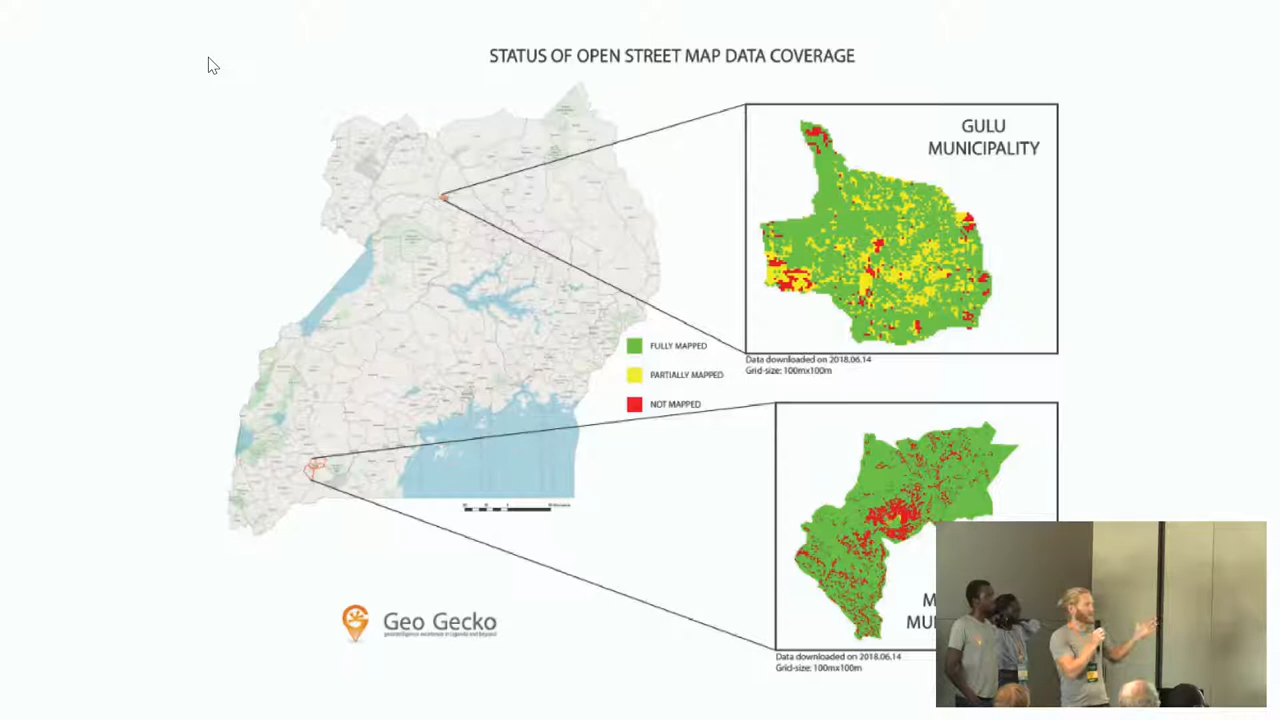 STATUS OF OPEN STREET MAP DATA COVERAGE
GULU
MUNICIPALITY
FULLY MAPPED
PARTIALLY MAPPED
NOT MAPPED
Data downloaded on 2018.06.14
Grid-size: 100mx100m
M
MU
Data downloaded on 2018.06.14
Grid-size: 100mx100m
Geo Gecko